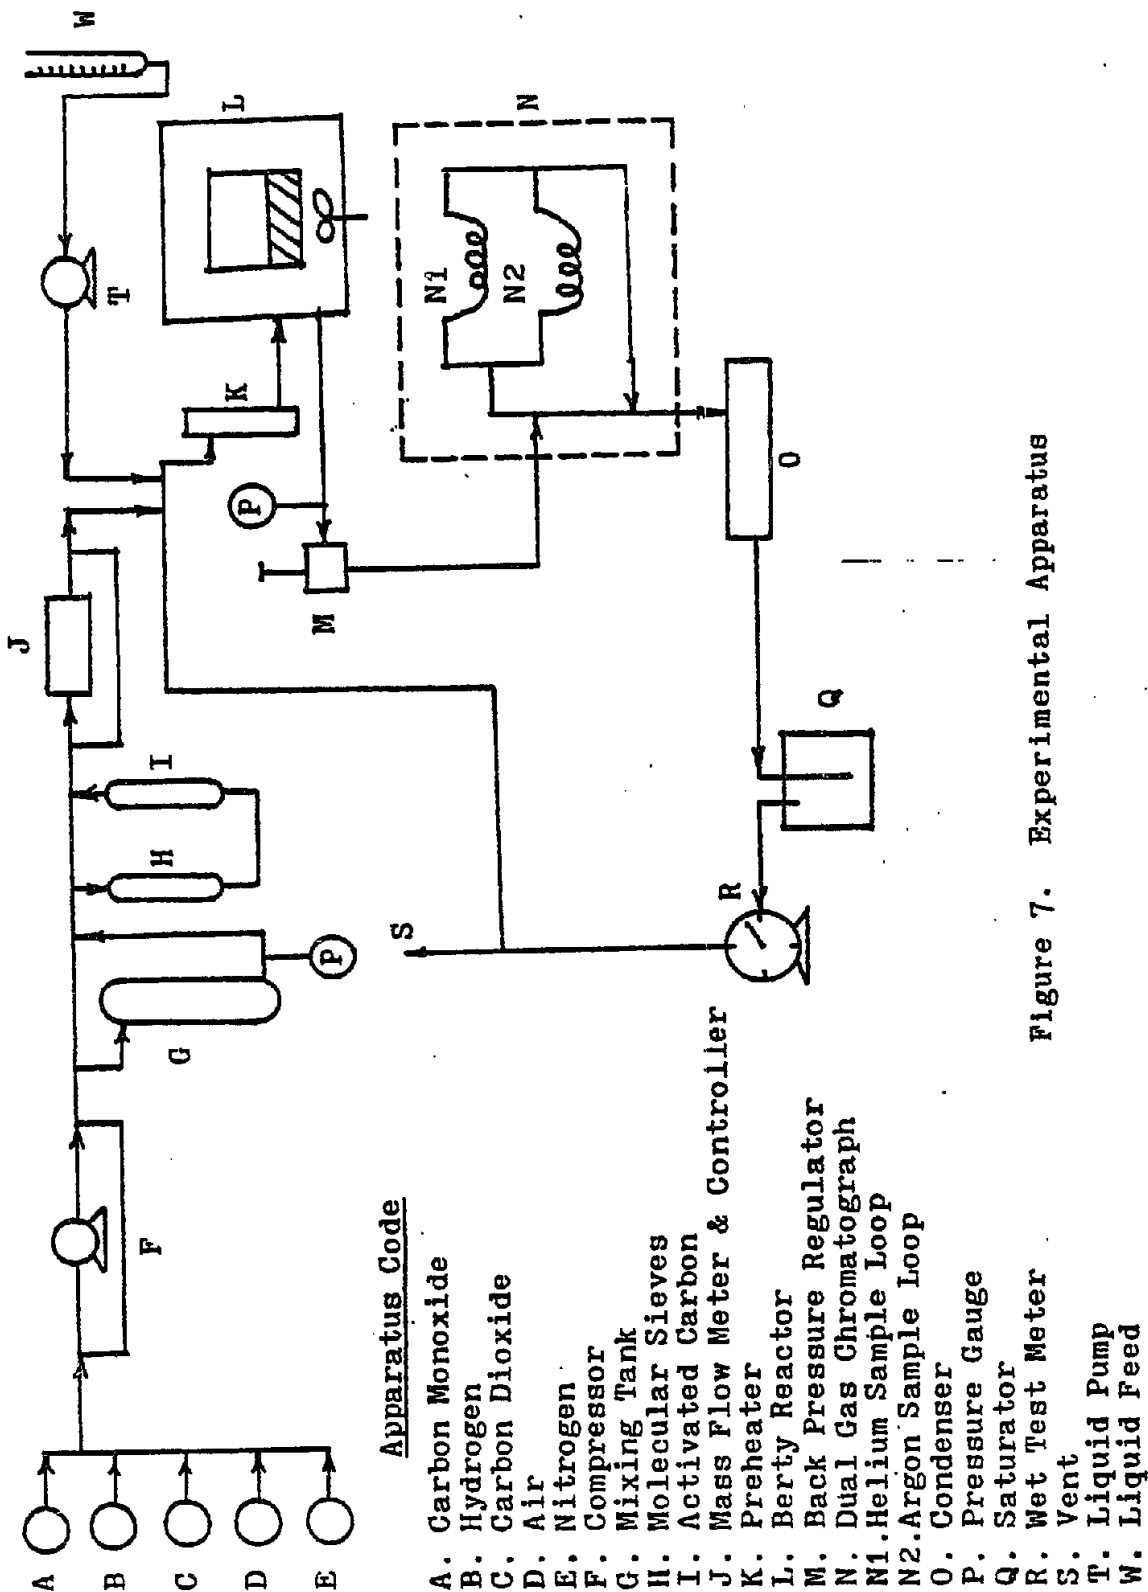 W
L
T
K
P
M
J
N
N1
N2
I
H
O
P
S
G
Q
R
F
A
B
C
D
E
Apparatus Code
A. Carbon Monoxide
B. Hydrogen
C. Carbon Dioxide
D. Air
E. Nitrogen
F. Compressor
G. Mixing Tank
H. Molecular Sieves
I. Activated Carbon
J. Mass Flow Meter & Controller
K. Preheater
L. Berty Reactor
M. Back Pressure Regulator
N. Dual Gas Chromatograph
N1.Helium Sample Loop
N2.Argon Sample Loop
O. Condenser
P. Pressure Gauge
Q. Saturator
R. Wet Test Meter
S. Vent
T. Liquid Pump
W. Liquid Feed
Figure 7. Experimental Apparatus